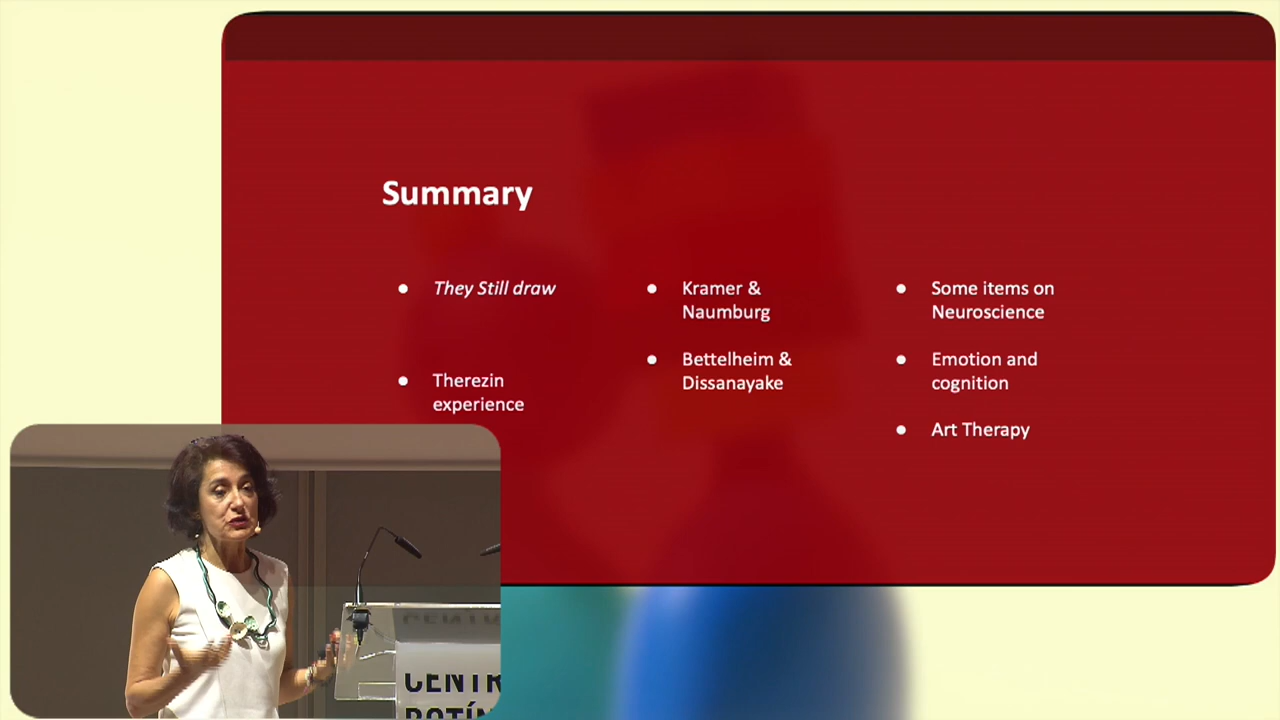 Summary
They Still draw
Therezin
experience
Kramer &
Naumburg
Bettelheim &
Dissanayake
Some items on
Neuroscience
Emotion and
cognition
Art Therapy
CENTR
BOTÍN